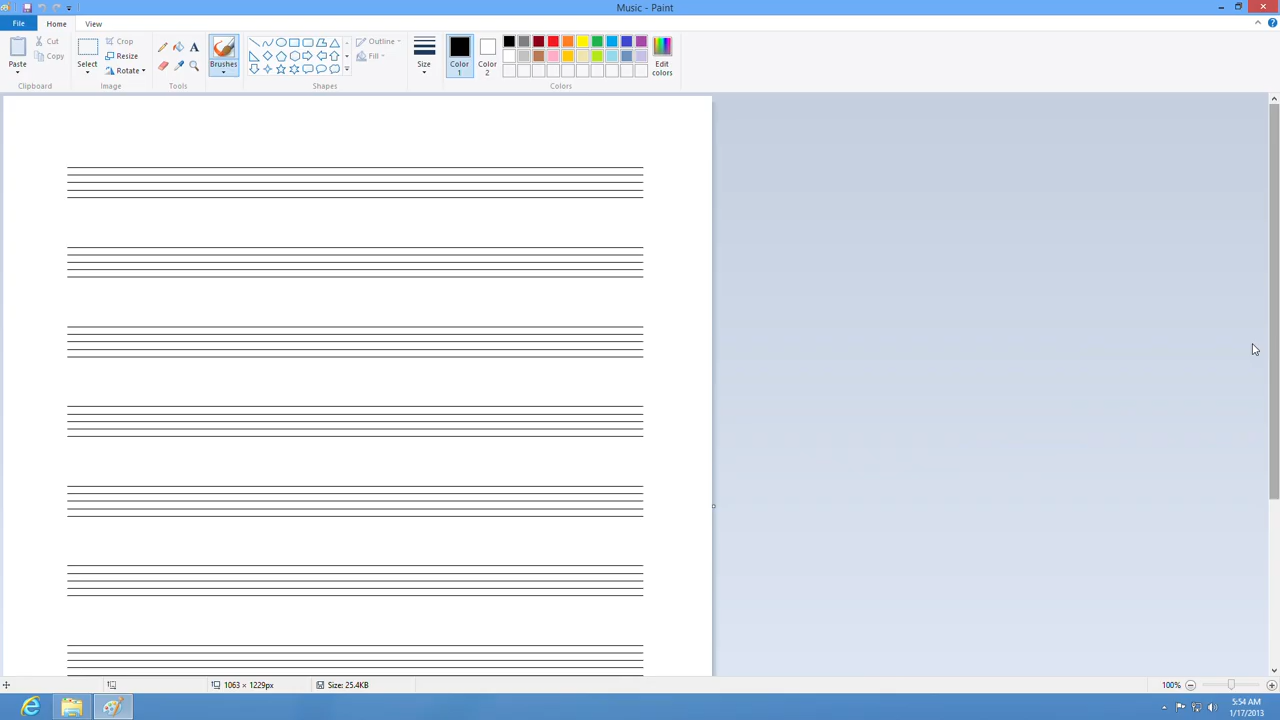 Music - Paint
File Home View
Paste
Cut
Copy
Clipboard
Select
Crop
Resize
Rotate
Image
A
Tools
Brushes
Outline
Fill
Shapes
Size
Color 1
Color 2
Edit colors
Colors
1063 × 1229px
Size: 25.4KB
100%
5:54 AM
1/17/2013